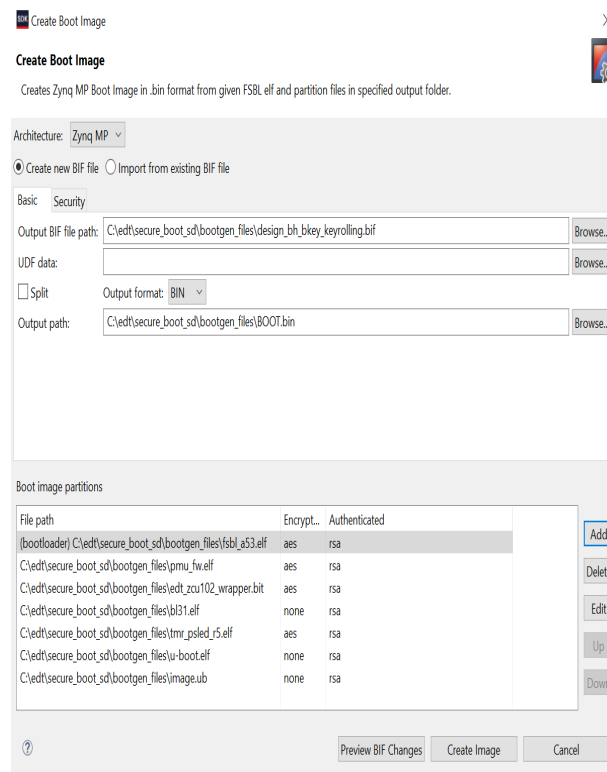 SDK Create Boot Image
Create Boot Image
Creates Zynq MP Boot Image in .bin format from given FSBL elf and partition files in specified output folder.
Architecture: Zynq MP
Create new BIF file Import from existing BIF file
Basic Security
Output BIF file path: C:\edt\secure_boot_sd\bootgen_files\design_bh_bkey_keyrolling.bif Browse..
UDF data: Browse..
Split Output format: BIN
Output path: C:\edt\secure_boot_sd\bootgen_files\BOOT.bin Browse..
Boot image partitions
File path Encrypt... Authenticated
(bootloader) C:\edt\secure_boot_sd\bootgen_files\fsbl_a53.elf aes rsa
C:\edt\secure_boot_sd\bootgen_files\pmu_fw.elf aes rsa
C:\edt\secure_boot_sd\bootgen_files\edt_zcu102_wrapper.bit aes rsa
C:\edt\secure_boot_sd\bootgen_files\bl31.elf none rsa
C:\edt\secure_boot_sd\bootgen_files\tmr_psled_r5.elf aes rsa
C:\edt\secure_boot_sd\bootgen_files\u-boot.elf none rsa
C:\edt\secure_boot_sd\bootgen_files\image.ub none rsa
Add
Delet
Edit
Up
Down
? Preview BIF Changes Create Image Cancel